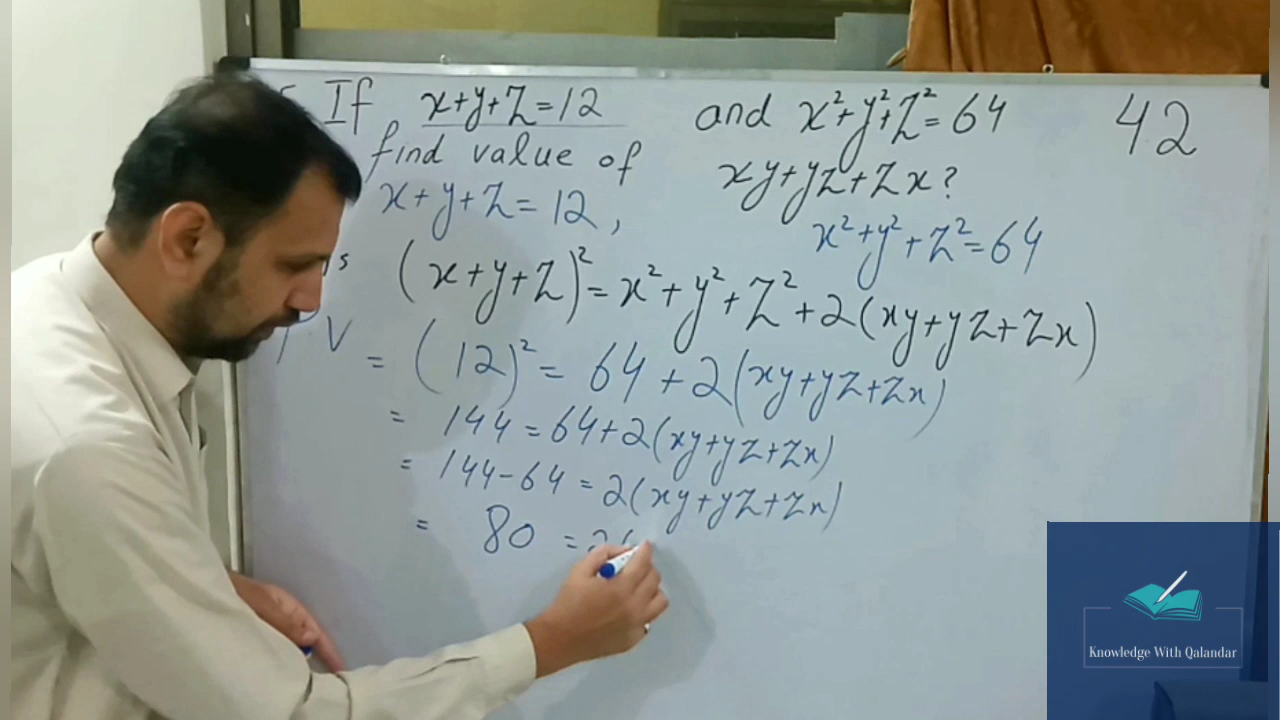 If x+y+z=12 and x²+y²+z²=64 42
find value of xy+yz+zx?
x+y+z=12, x²+y²+z²=64
(x+y+z)²=x²+y²+z²+2(xy+yz+zx)
P V
= (12)²= 64+2(xy+yz+zx)
= 144=64+2(xy+yz+zx)
= 144-64=2(xy+yz+zx)
= 80 =2(
Knowledge With Qalandar